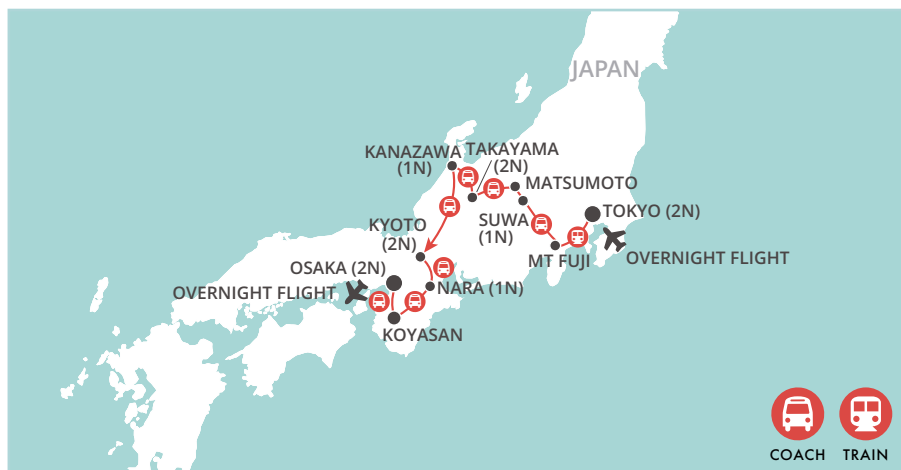 JAPAN
KANAZAWA
(1N)
TAKAYAMA
(2N)
MATSUMOTO
SUWA
(1N)
TOKYO (2N)
MT FUJI
OVERNIGHT FLIGHT
KYOTO
(2N)
OSAKA (2N)
OVERNIGHT FLIGHT
NARA (1N)
KOYASAN
COACH
TRAIN